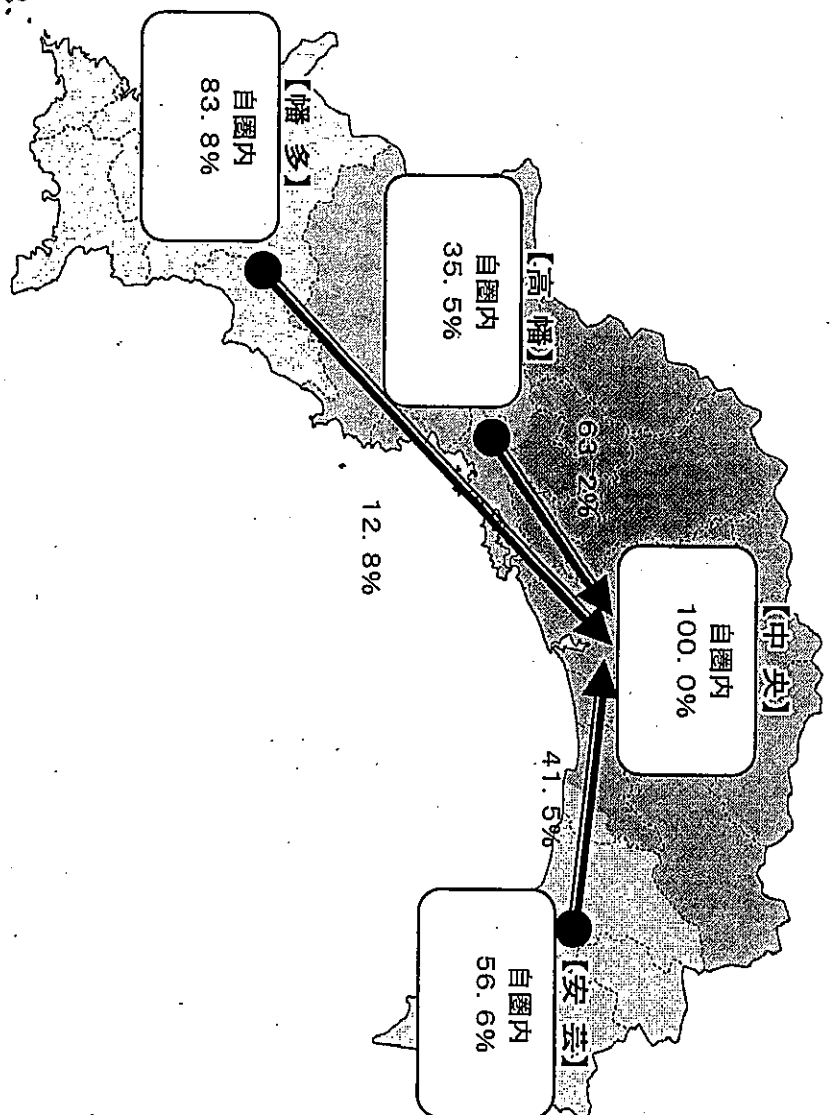 【中 央】
自圏内
100.0%
【高 幡】
自圏内
35.5%
63.2%
【安 芸】
自圏内
56.6%
41.5%
【幡 多】
自圏内
83.8%
12.8%